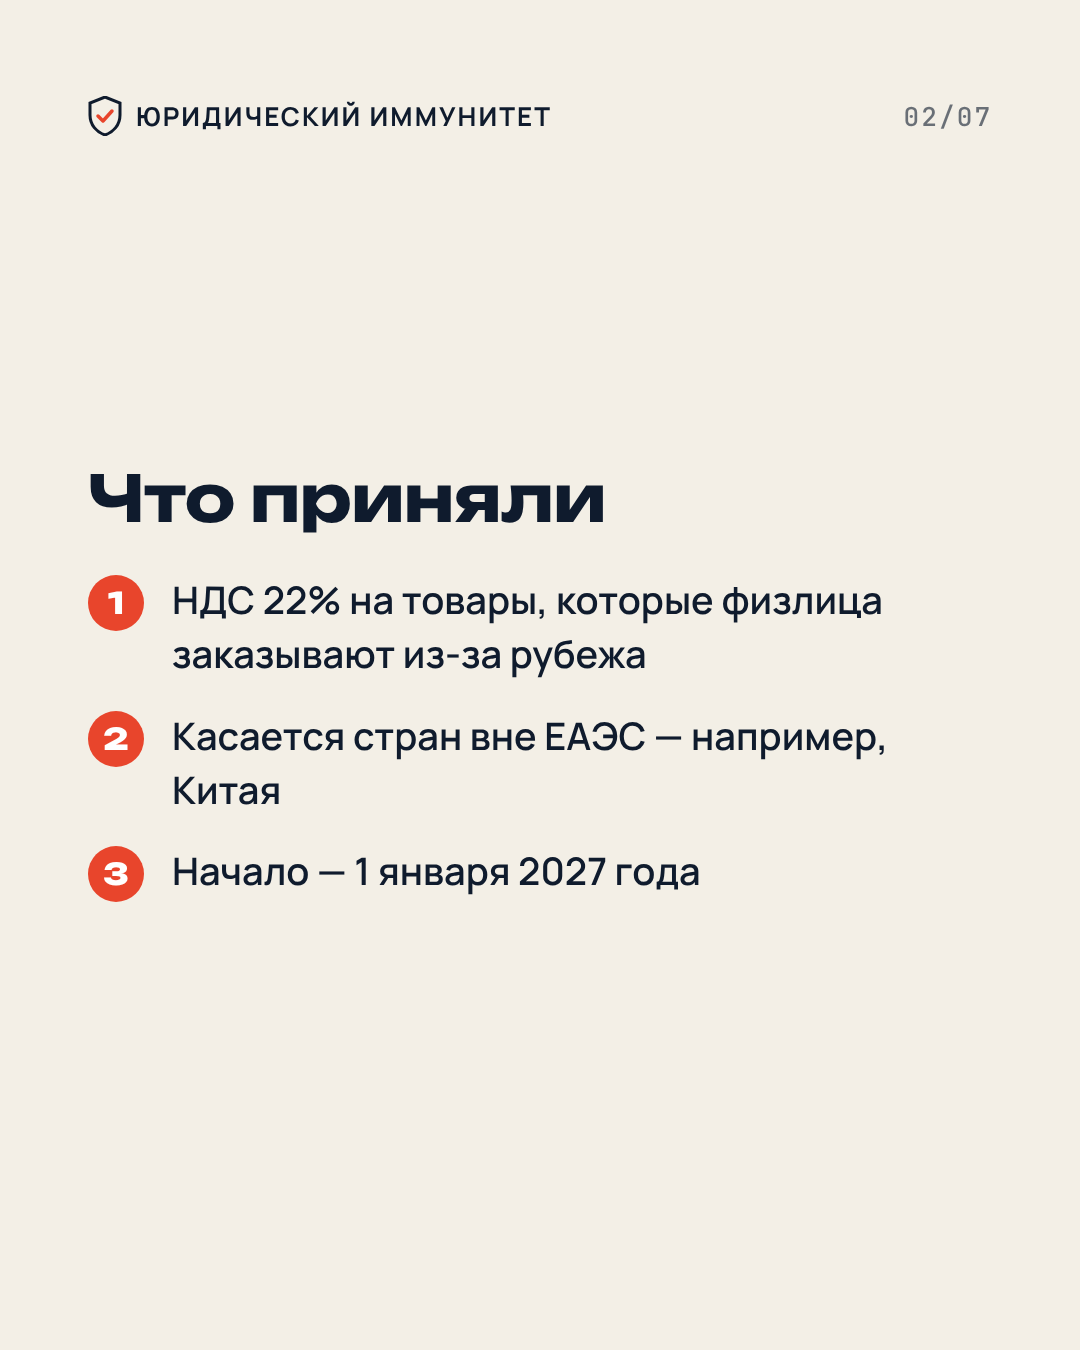 ЮРИДИЧЕСКИЙ ИММУНИТЕТ
02/07
Что приняли
1 НДС 22% на товары, которые физлица
заказывают из-за рубежа
2 Касается стран вне ЕАЭС — например,
Китая
3 Начало — 1 января 2027 года